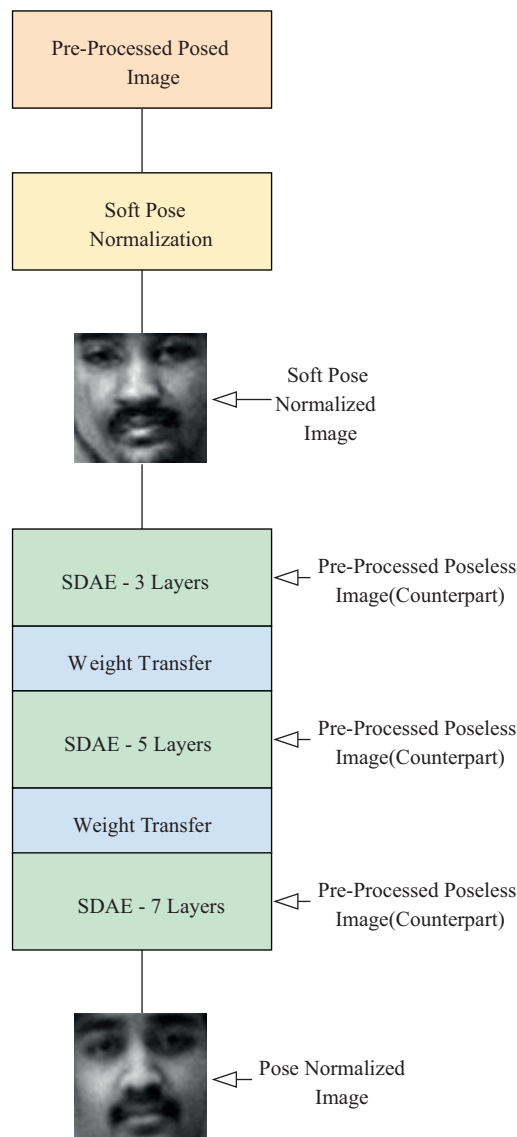 Pre-Processed Posed
Image
Soft Pose
Normalization
Soft Pose
Normalized
Image
SDAE - 3 Layers
Pre-Processed Poseless
Image(Counterpart)
Weight Transfer
SDAE - 5 Layers
Pre-Processed Poseless
Image(Counterpart)
Weight Transfer
SDAE - 7 Layers
Pre-Processed Poseless
Image(Counterpart)
Pose Normalized
Image